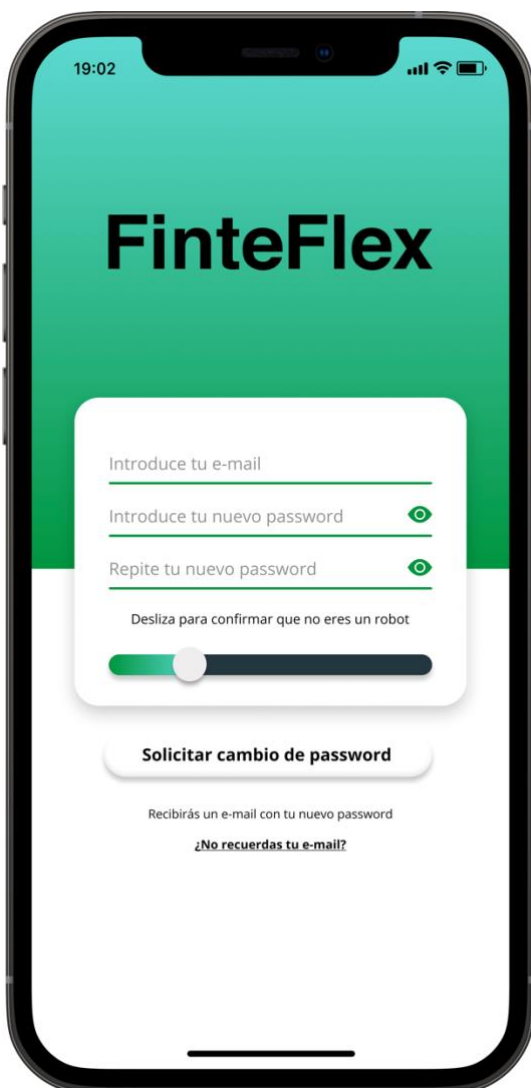 19:02
FinteFlex
Introduce tu e-mail
Introduce tu nuevo password
Repite tu nuevo password
Desliza para confirmar que no eres un robot
Solicitar cambio de password
Recibirás un e-mail con tu nuevo password
¿No recuerdas tu e-mail?